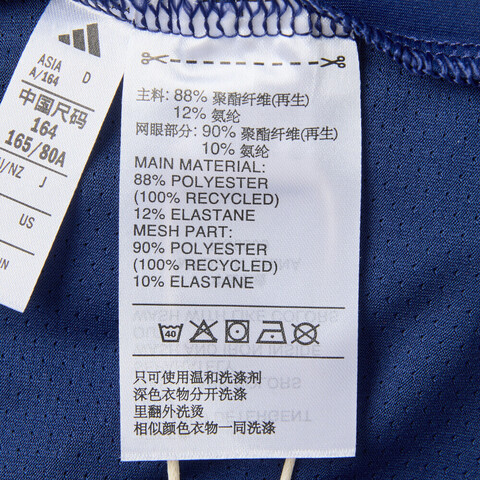 ASIA D
A/164
中国尺码
164
165/80A
/NZ J
US
主料: 88% 聚酯纤维(再生)
12% 氨纶
网眼部分: 90% 聚酯纤维(再生)
10% 氨纶
MAIN MATERIAL:
88% POLYESTER
(100% RECYCLED)
12% ELASTANE
MESH PART:
90% POLYESTER
(100% RECYCLED)
10% ELASTANE
40
只可使用温和洗涤剂
深色衣物分开洗涤
里翻外洗烫
相似颜色衣物一同洗涤